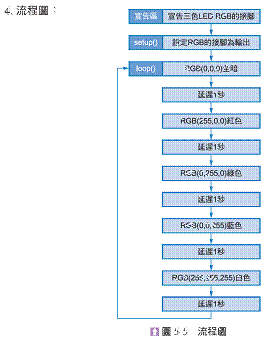 4. 流程圖：
宣告區 宣告三色LED RGB的接腳
setup() 設定RGB的接腳為輸出
loop() RGB(0,0,0)全暗
延遲1秒
RGB(255,0,0)紅色
延遲1秒
RGB(0,255,0)綠色
延遲1秒
RGB(0,0,255)藍色
延遲1秒
RGB(255,255,255)白色
延遲1秒
圖 5-5 流程圖